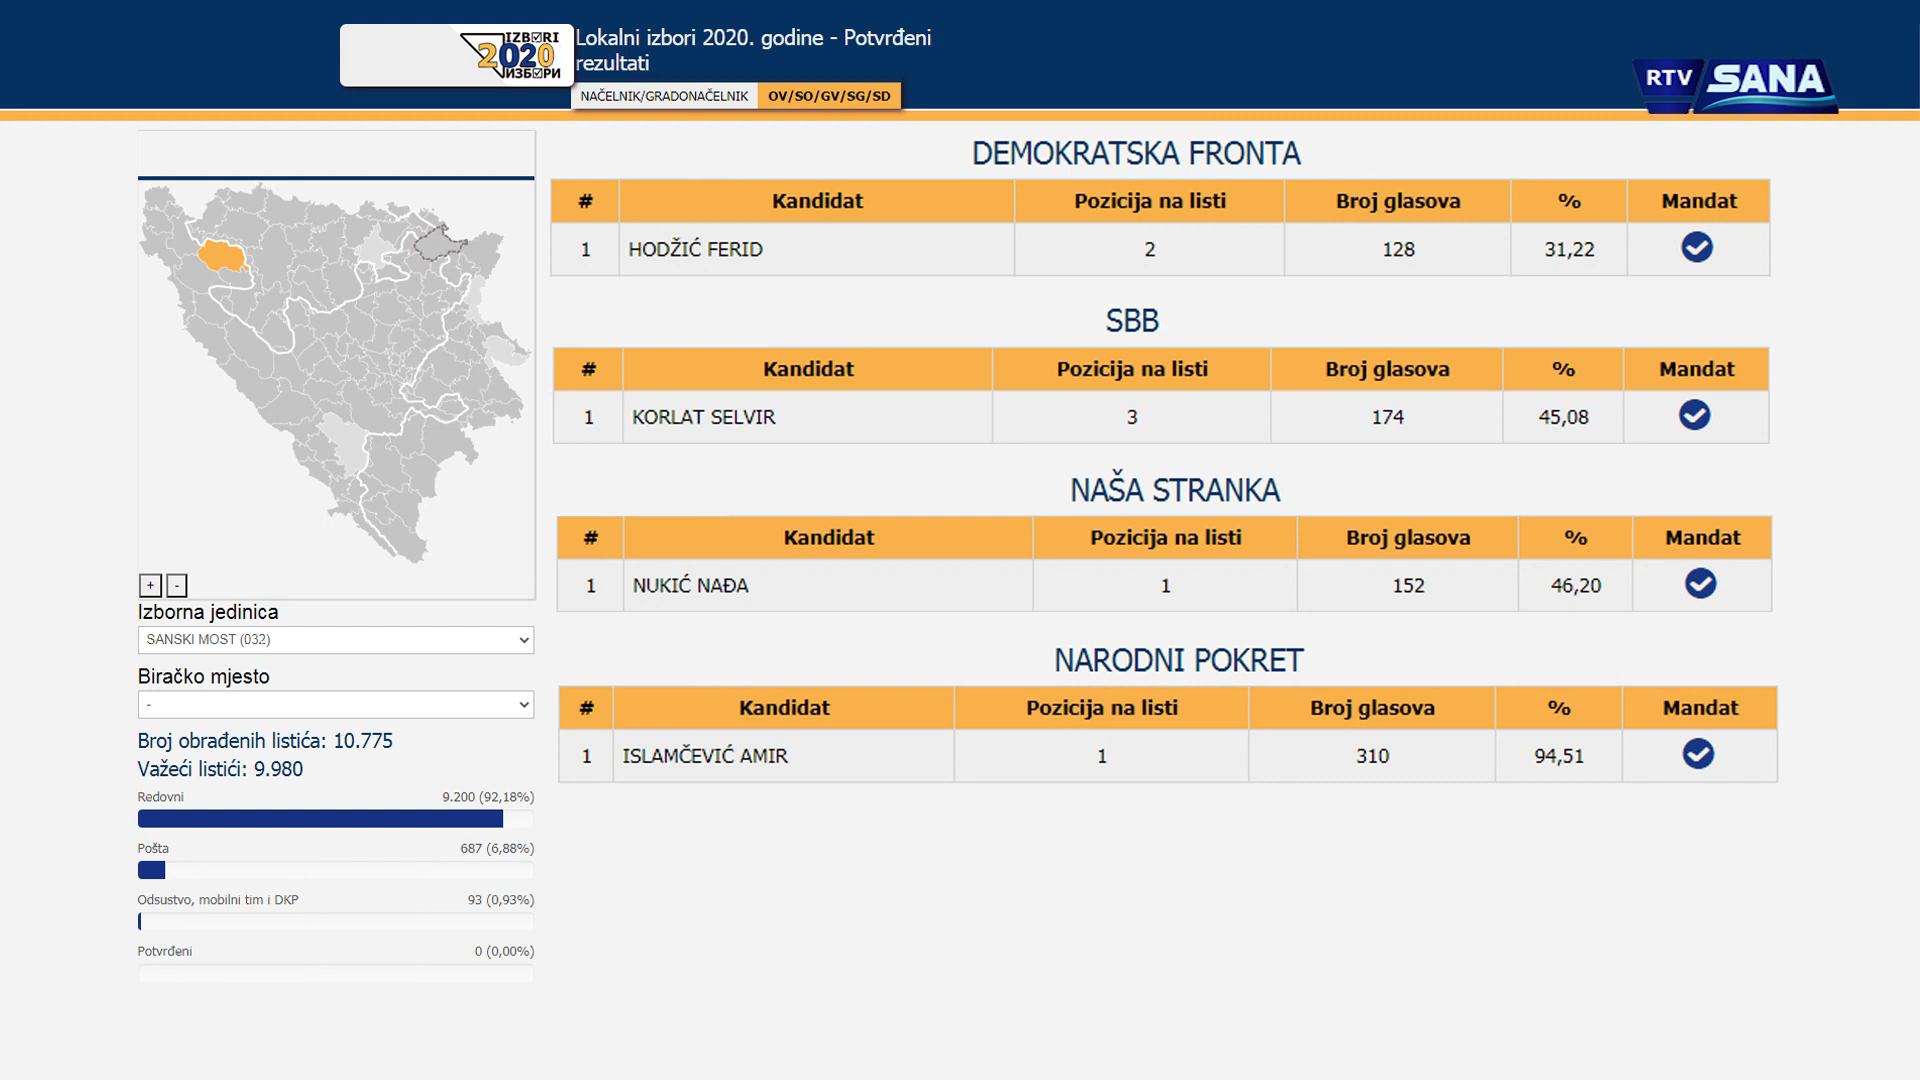 IZBORI
2020
ИЗБОРИ
Lokalni izbori 2020. godine - Potvrđeni
rezultati
NAČELNIK/GRADONAČELNIK OV/SO/GV/SG/SD
RTV SANA
DEMOKRATSKA FRONTA
# Kandidat Pozicija na listi Broj glasova % Mandat
1 HODŽIĆ FERID 2 128 31,22
SBB
# Kandidat Pozicija na listi Broj glasova % Mandat
1 KORLAT SELVIR 3 174 45,08
NAŠA STRANKA
# Kandidat Pozicija na listi Broj glasova % Mandat
1 NUKIĆ NAĐA 1 152 46,20
NARODNI POKRET
# Kandidat Pozicija na listi Broj glasova % Mandat
1 ISLAMČEVIĆ AMIR 1 310 94,51
+ -
Izborna jedinica
SANSKI MOST (032)
Biračko mjesto
-
Broj obrađenih listića: 10.775
Važeći listići: 9.980
Redovni 9.200 (92,18%)
Pošta 687 (6,88%)
Odsustvo, mobilni tim i DKP 93 (0,93%)
Potvrđeni 0 (0,00%)